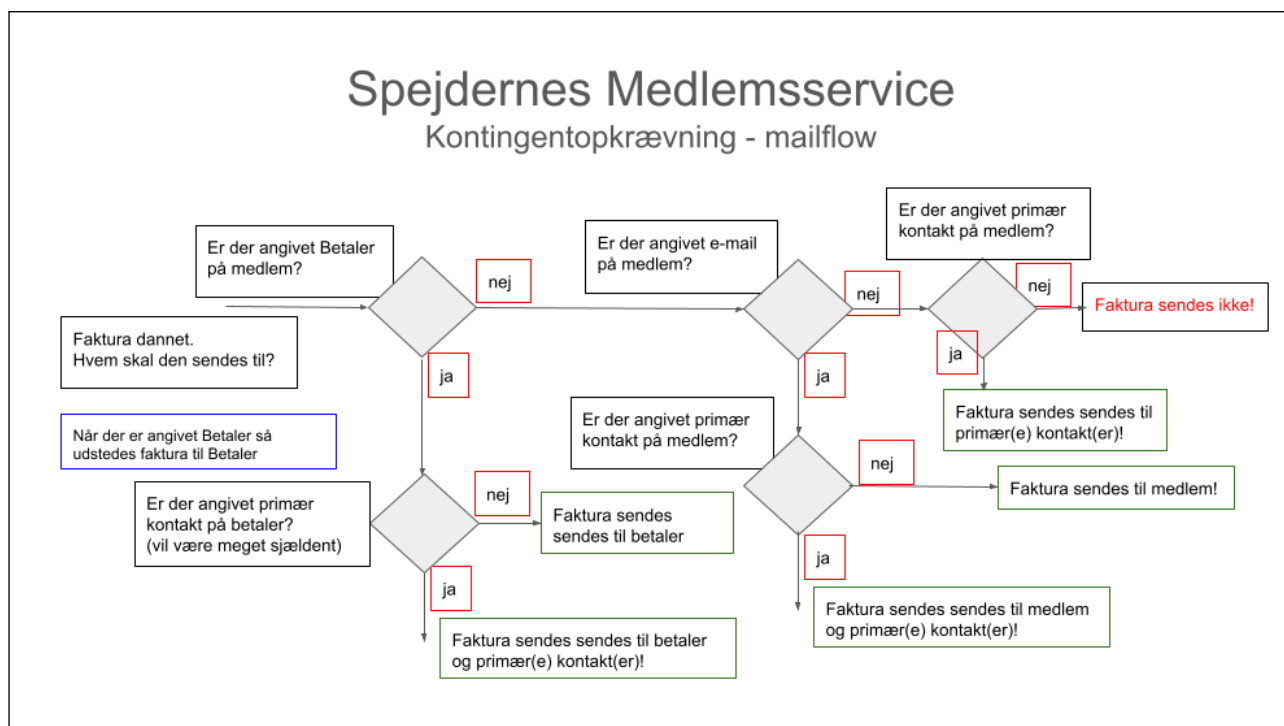 Spejdernes Medlemsservice
Kontingentopkrævning - mailflow
Er der angivet Betaler
på medlem?
nej
Er der angivet e-mail
på medlem?
nej
Er der angivet primær
kontakt på medlem?
nej
Faktura sendes ikke!
Faktura dannet.
Hvem skal den sendes til?
ja
ja
ja
Faktura sendes sendes til
primær(e) kontakt(er)!
Når der er angivet Betaler så
udstedes faktura til Betaler
Er der angivet primær
kontakt på medlem?
nej
Faktura sendes til medlem!
Er der angivet primær
kontakt på betaler?
(vil være meget sjældent)
nej
Faktura sendes
sendes til betaler
ja
Faktura sendes sendes til betaler
og primær(e) kontakt(er)!
ja
Faktura sendes sendes til medlem
og primær(e) kontakt(er)!